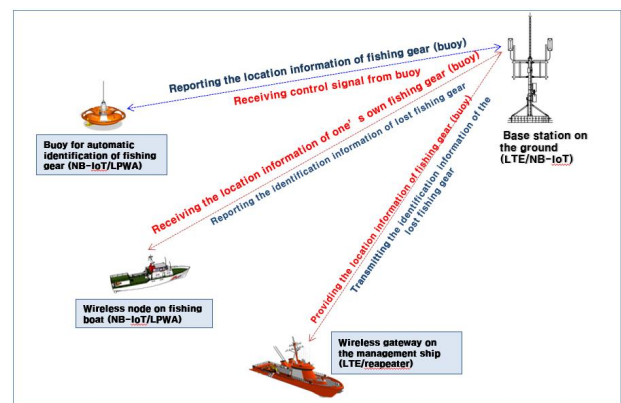 Reporting the location information of fishing gear (buoy)
Receiving control signal from buoy
Receiving the location information of one's own fishing gear (buoy)
Reporting the identification information of lost fishing gear
Providing the location information of fishing gear (buoy)
Transmitting the identification information of the
lost fishing gear
Base station on
the ground
(LTE/NB-IoT)
Buoy for automatic
identification of fishing
gear (NB-IoT/LPWA)
Wireless node on fishing
boat (NB-IoT/LPWA)
Wireless gateway on
the management ship
(LTE/reapeater)